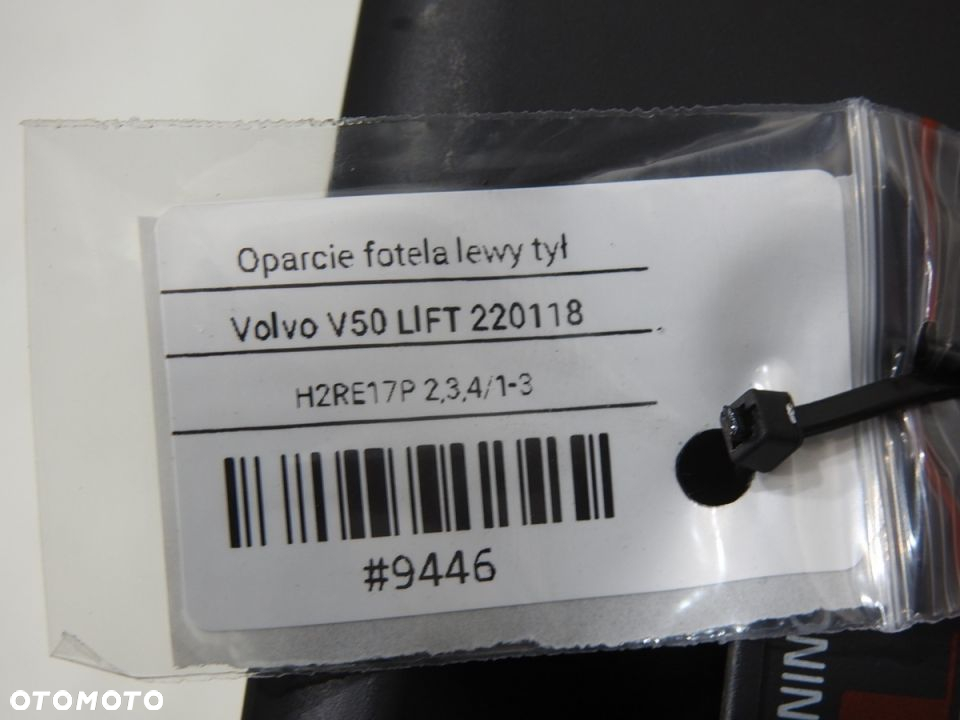 Oparcie fotela lewy tył
Volvo V50 LIFT 220118
H2RE17P 2,3,4/1-3
#9446
OTOMOTO